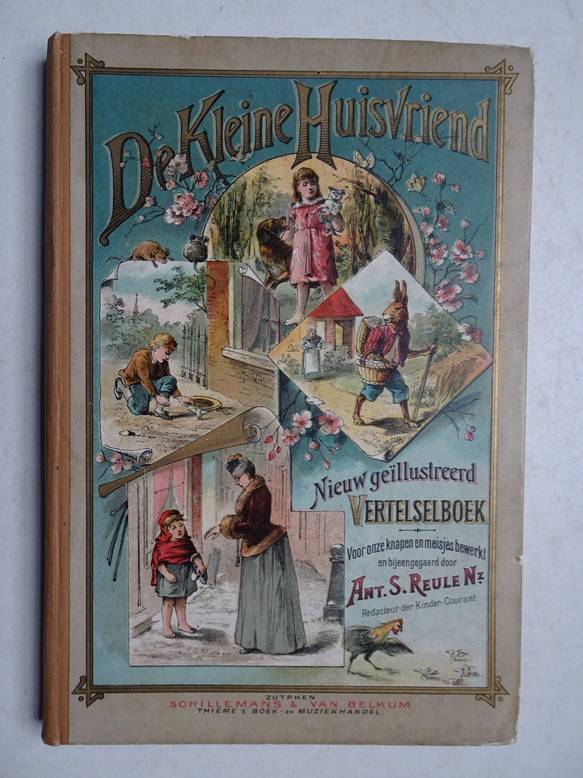 De Kleine Huisvriend
Nieuw geïllustreerd
VERTELSELBOEK
Voor onze knapen en meisjes bewerkt
en bijeengegaard door
ANT. S. REULE Nz.
Redacteur der Kinder-Courant.
ZUTPHEN
SCHILLEMANS & VAN BELKUM
THIEME'S BOEK- EN MUZIEKHANDEL